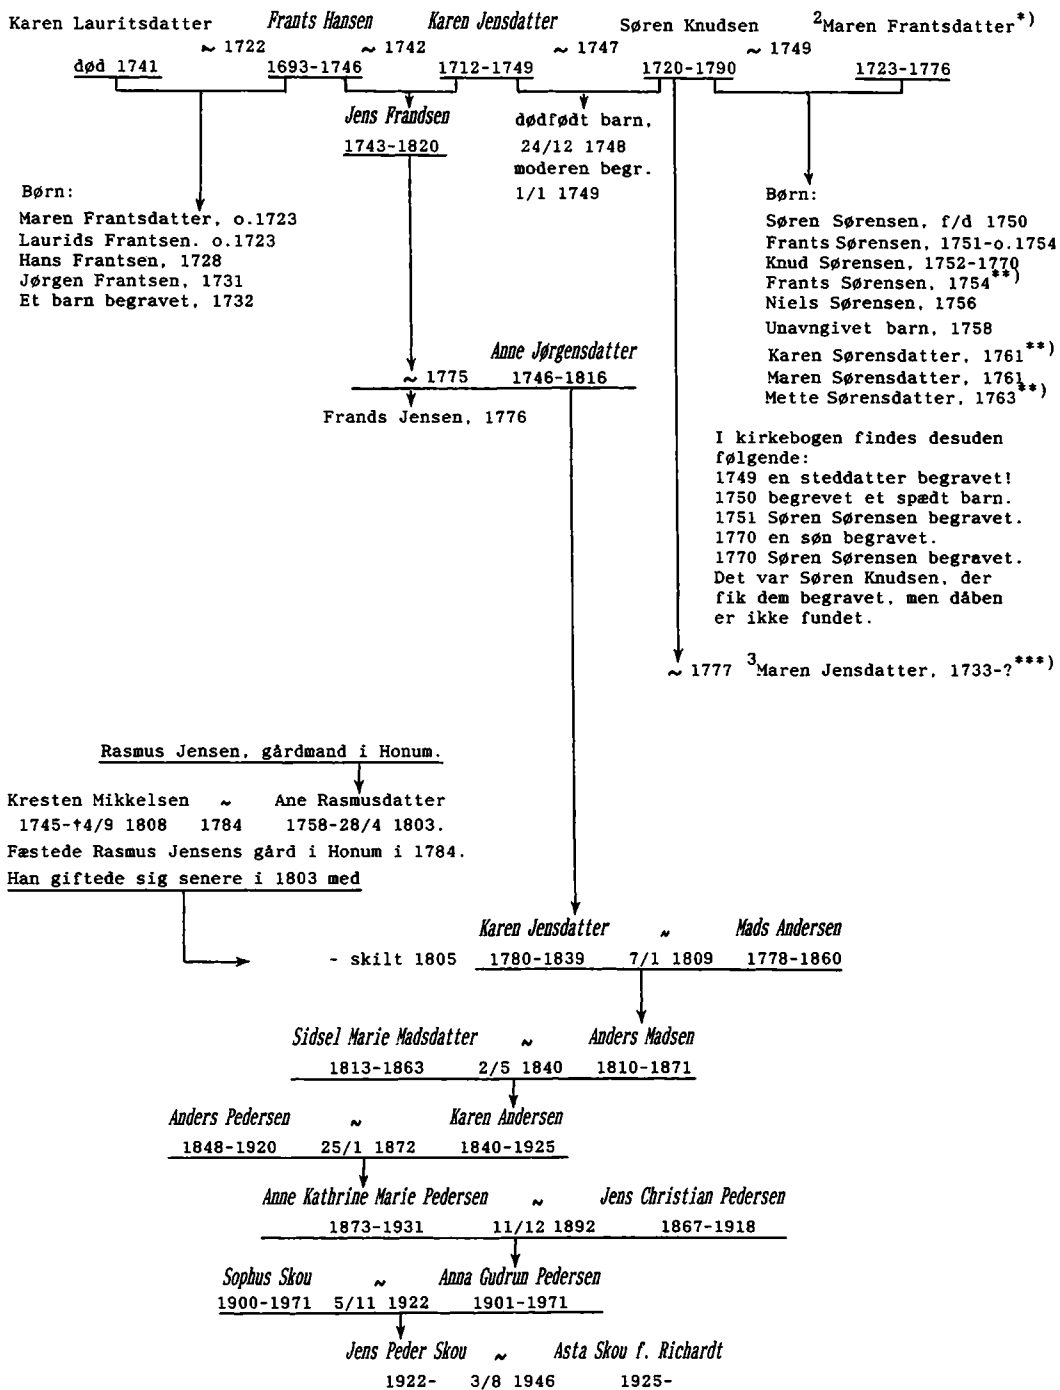 Karen Lauritsdatter Frants Hansen Karen Jensdatter Søren Knudsen ²Maren Frantsdatter*)
~ 1722 ~ 1742 ~ 1747 ~ 1749
død 1741 1693-1746 1712-1749 1720-1790 1723-1776
Jens Frandsen
1743-1820
dødfødt barn,
24/12 1748
moderen begr.
1/1 1749
Børn:
Maren Frantsdatter, o.1723
Laurids Frantsen. o.1723
Hans Frantsen, 1728
Jørgen Frantsen, 1731
Et barn begravet, 1732
Børn:
Søren Sørensen, f/d 1750
Frants Sørensen, 1751-o.1754
Knud Sørensen, 1752-1770
Frants Sørensen, 1754**)
Niels Sørensen, 1756
Unavngivet barn, 1758
Karen Sørensdatter, 1761**)
Maren Sørensdatter, 1761
Mette Sørensdatter, 1763**)
Anne Jørgensdatter
~ 1775 1746-1816
Frands Jensen, 1776
I kirkebogen findes desuden
følgende:
1749 en steddatter begravet!
1750 begrevet et spædt barn.
1751 Søren Sørensen begravet.
1770 en søn begravet.
1770 Søren Sørensen begravet.
Det var Søren Knudsen, der
fik dem begravet, men dåben
er ikke fundet.
~ 1777 ³Maren Jensdatter, 1733-?***)
Rasmus Jensen, gårdmand i Honum.
Kresten Mikkelsen ~ Ane Rasmusdatter
1745-†4/9 1808 1784 1758-28/4 1803.
Fæstede Rasmus Jensens gård i Honum i 1784.
Han giftede sig senere i 1803 med
Karen Jensdatter ~ Mads Andersen
- skilt 1805 1780-1839 7/1 1809 1778-1860
Sidsel Marie Madsdatter ~ Anders Madsen
1813-1863 2/5 1840 1810-1871
Anders Pedersen ~ Karen Andersen
1848-1920 25/1 1872 1840-1925
Anne Kathrine Marie Pedersen ~ Jens Christian Pedersen
1873-1931 11/12 1892 1867-1918
Sophus Skou ~ Anna Gudrun Pedersen
1900-1971 5/11 1922 1901-1971
Jens Peder Skou ~ Asta Skou f. Richardt
1922- 3/8 1946 1925-